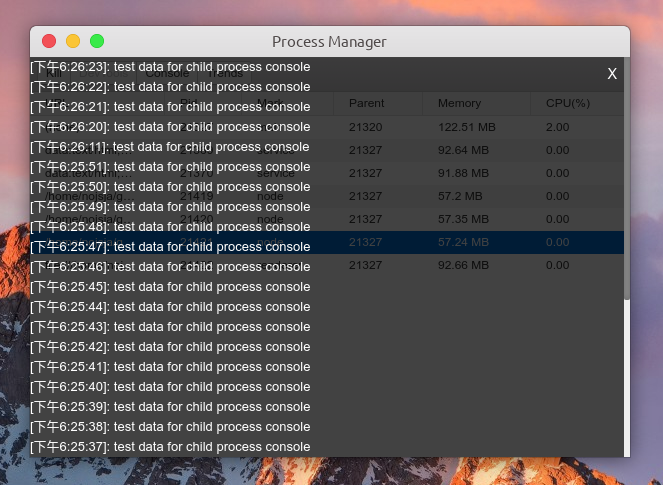 Process Manager
Kill Console Trends
X
Parent Memory CPU(%)
[下午6:26:23]: test data for child process console
[下午6:26:22]: test data for child process console
[下午6:26:21]: test data for child process console
[下午6:26:20]: test data for child process console
[下午6:26:11]: test data for child process console
[下午6:25:51]: test data for child process console
[下午6:25:50]: test data for child process console
[下午6:25:49]: test data for child process console
[下午6:25:48]: test data for child process console
[下午6:25:47]: test data for child process console
[下午6:25:46]: test data for child process console
[下午6:25:45]: test data for child process console
[下午6:25:44]: test data for child process console
[下午6:25:43]: test data for child process console
[下午6:25:42]: test data for child process console
[下午6:25:41]: test data for child process console
[下午6:25:40]: test data for child process console
[下午6:25:39]: test data for child process console
[下午6:25:38]: test data for child process console
[下午6:25:37]: test data for child process console
21320 122.51 MB 2.00
21327 92.64 MB 0.00
service 21327 91.88 MB 0.00
21419 node 21327 57.2 MB 0.00
21420 node 21327 57.35 MB 0.00
node 21327 57.24 MB 0.00
21327 92.66 MB 0.00